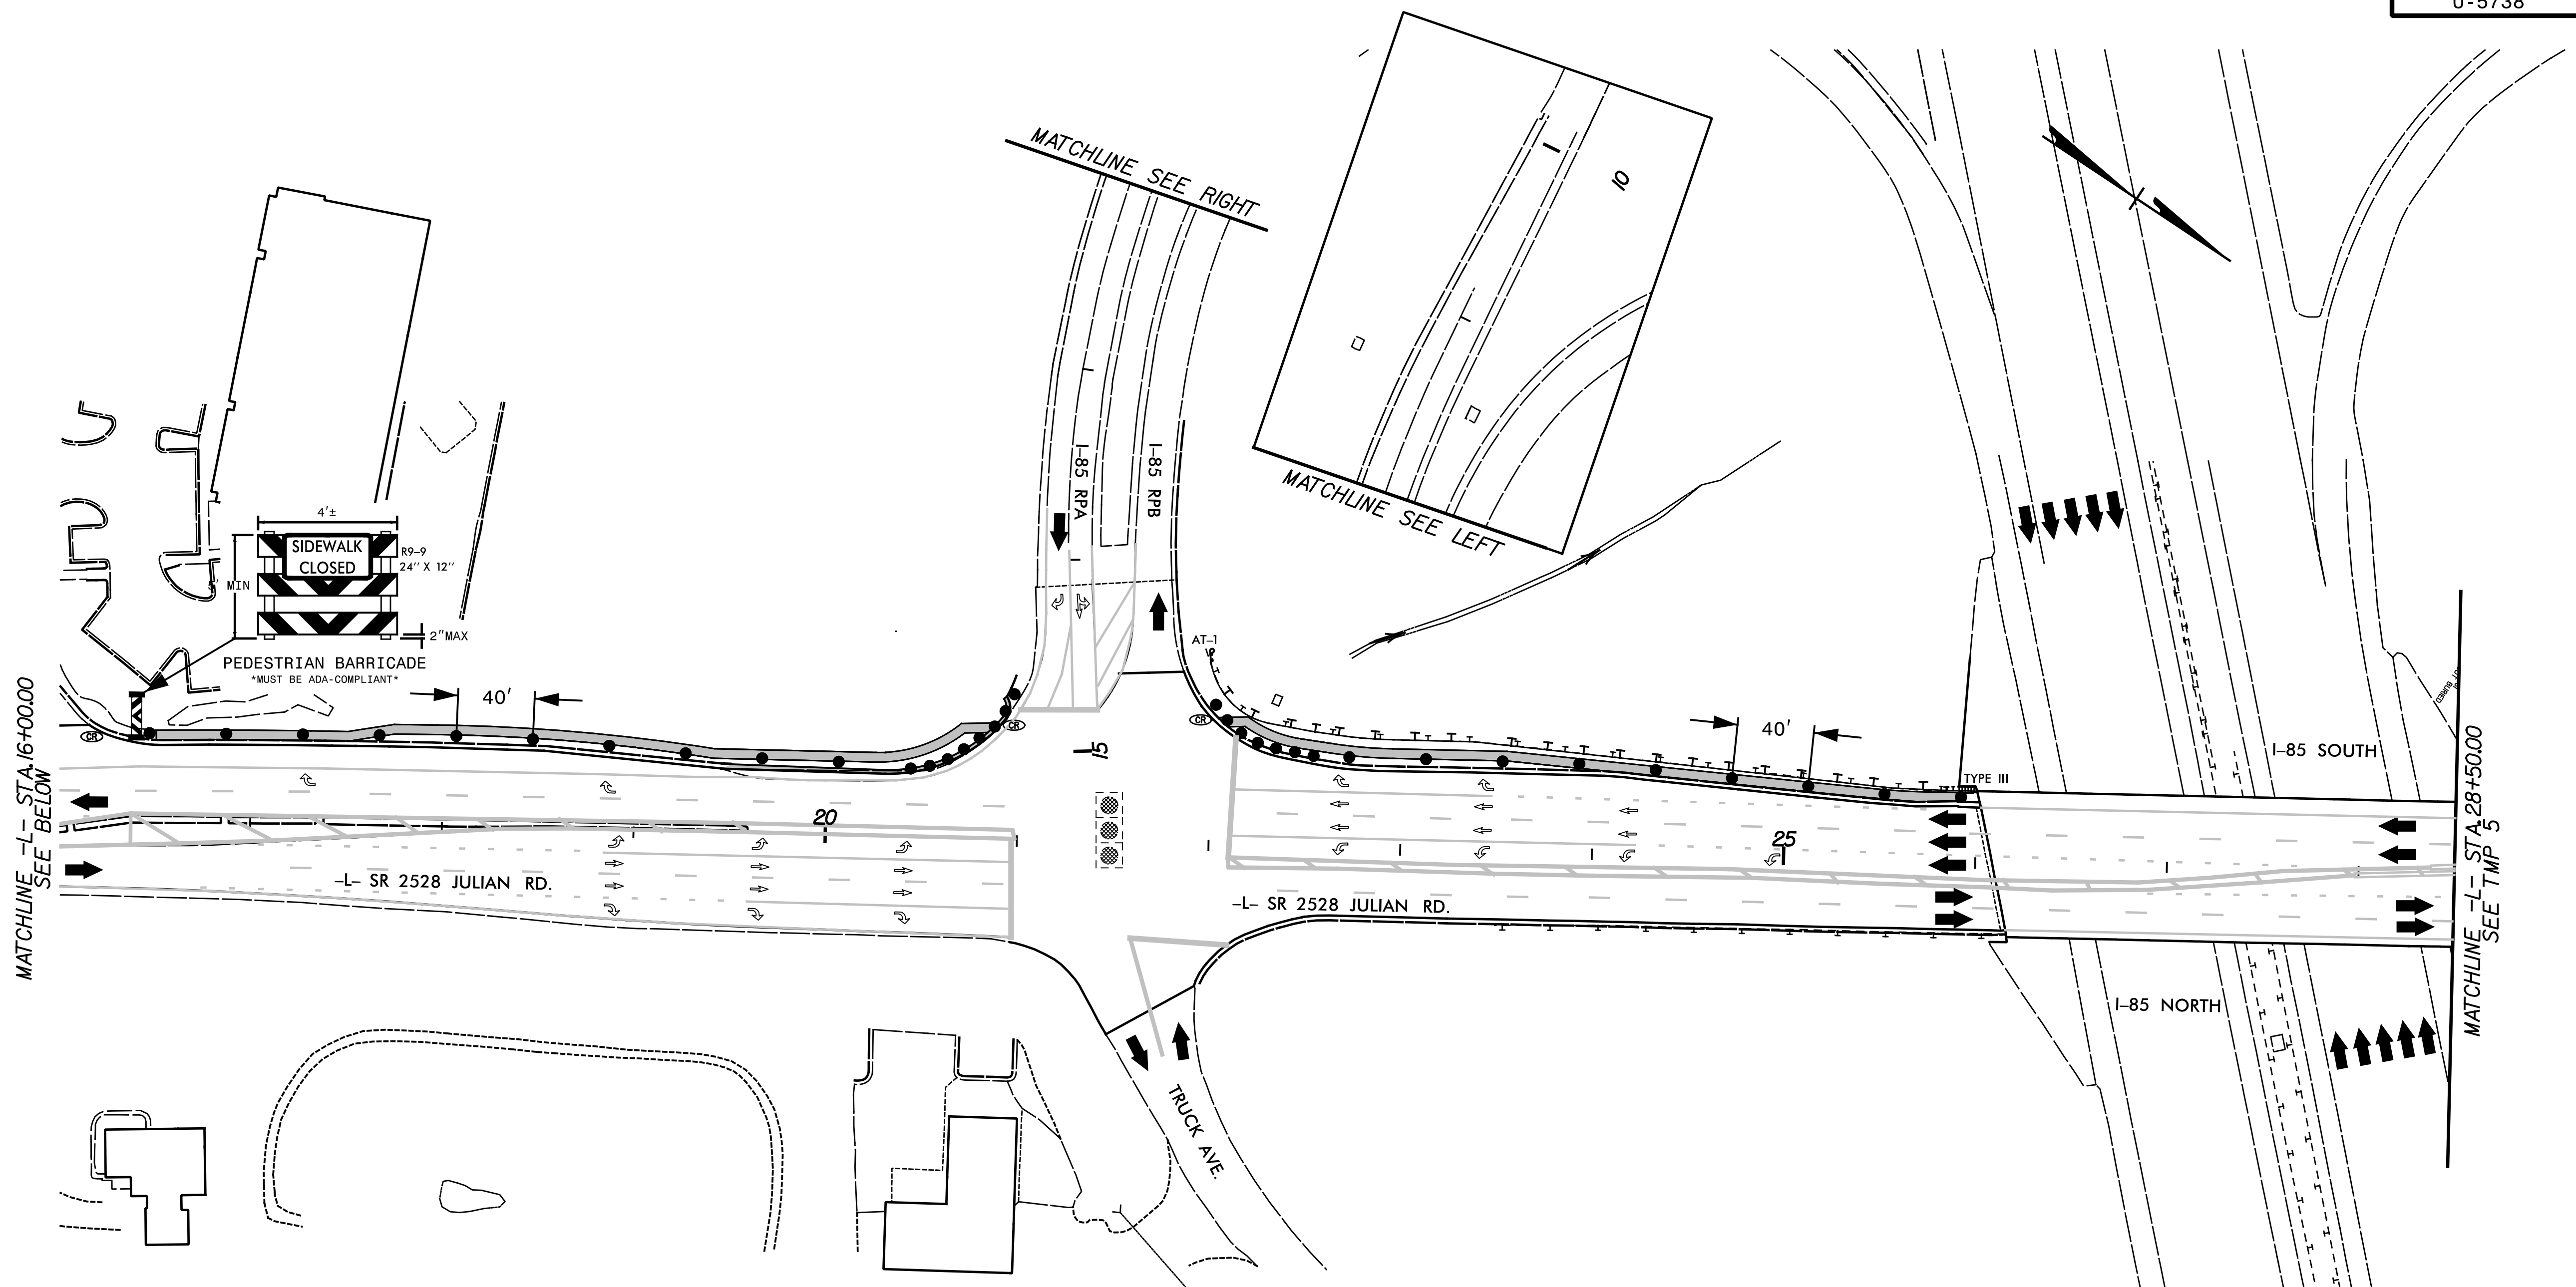 U-5738
MATCHLINE SEE RIGHT
10
MATCHLINE SEE LEFT
I-85 RPA
I-85 RPB
4'±
SIDEWALK
CLOSED
R9-9
24" X 12"
5' MIN
2"MAX
PEDESTRIAN BARRICADE
*MUST BE ADA-COMPLIANT*
40'
AT-1
CR
CR
CR
15
40'
TYPE III
I-85 SOUTH
BURIED
MATCHLINE -L- STA.16+00.00
SEE BELOW
20
25
-L- SR 2528 JULIAN RD.
-L- SR 2528 JULIAN RD.
I-85 NORTH
MATCHLINE -L- STA.28+50.00
SEE TMP 5
TRUCK AVE.